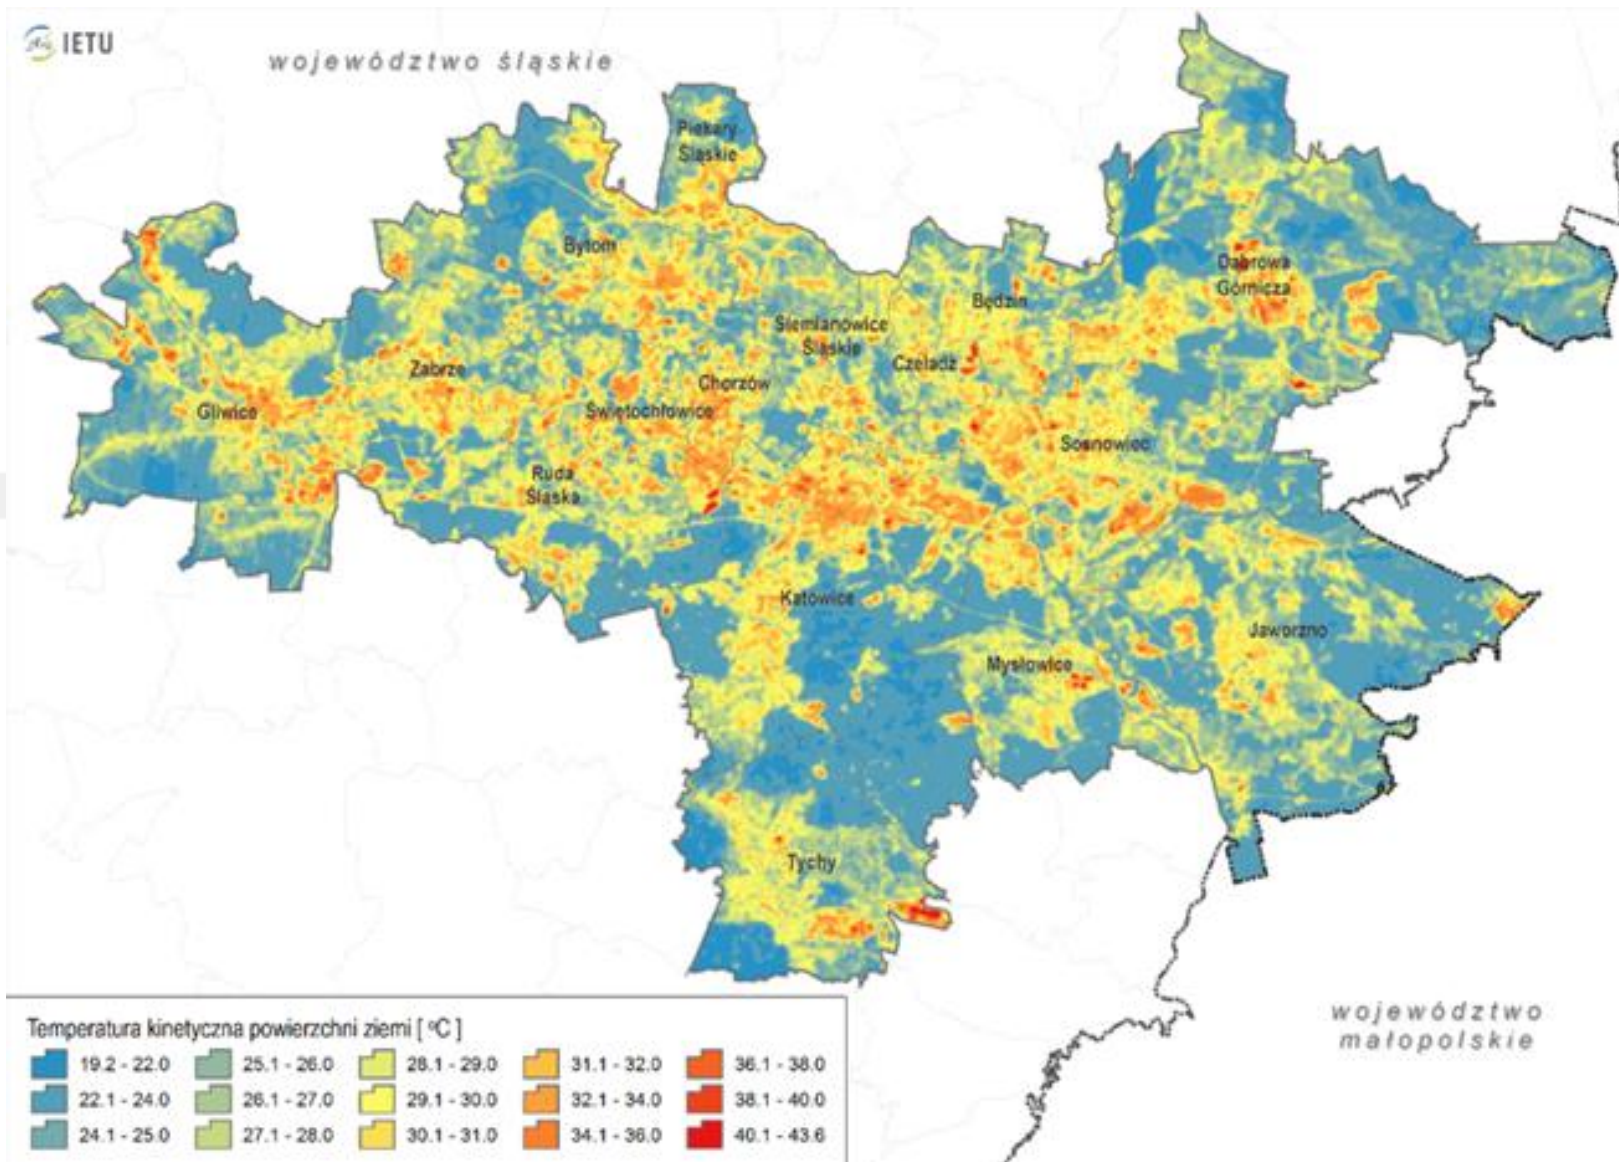 IETU
województwo śląskie
Piekary
Śląskie
Bytom
Dąbrowa
Górnicza
Będzin
Siemianowice
Śląskie
Czeladź
Zabrze
Chorzów
Gliwice
Świętochłowice
Sosnowiec
Ruda
Śląska
Katowice
Jaworzno
Mysłowice
Tychy
województwo
małopolskie
Temperatura kinetyczna powierzchni ziemi [ ºC ]
19.2 - 22.0 25.1 - 26.0 28.1 - 29.0 31.1 - 32.0 36.1 - 38.0
22.1 - 24.0 26.1 - 27.0 29.1 - 30.0 32.1 - 34.0 38.1 - 40.0
24.1 - 25.0 27.1 - 28.0 30.1 - 31.0 34.1 - 36.0 40.1 - 43.6